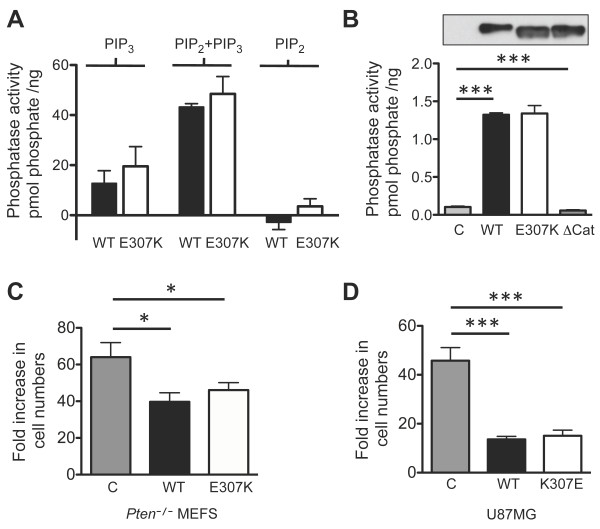 A
PIP3 PIP2+PIP3 PIP2
Phosphatase activity
pmol phosphate /ng
60
40
20
0
WT E307K WT E307K WT E307K
B
*** 
***
Phosphatase activity
pmol phosphate /ng
2.0
1.5
1.0
0.5
0.0
C WT E307K ΔCat
C
*
*
Fold increase in
cell numbers
80
60
40
20
0
C WT E307K
Pten−/− MEFS
D
***
***
Fold increase in
cell numbers
60
40
20
0
C WT K307E
U87MG